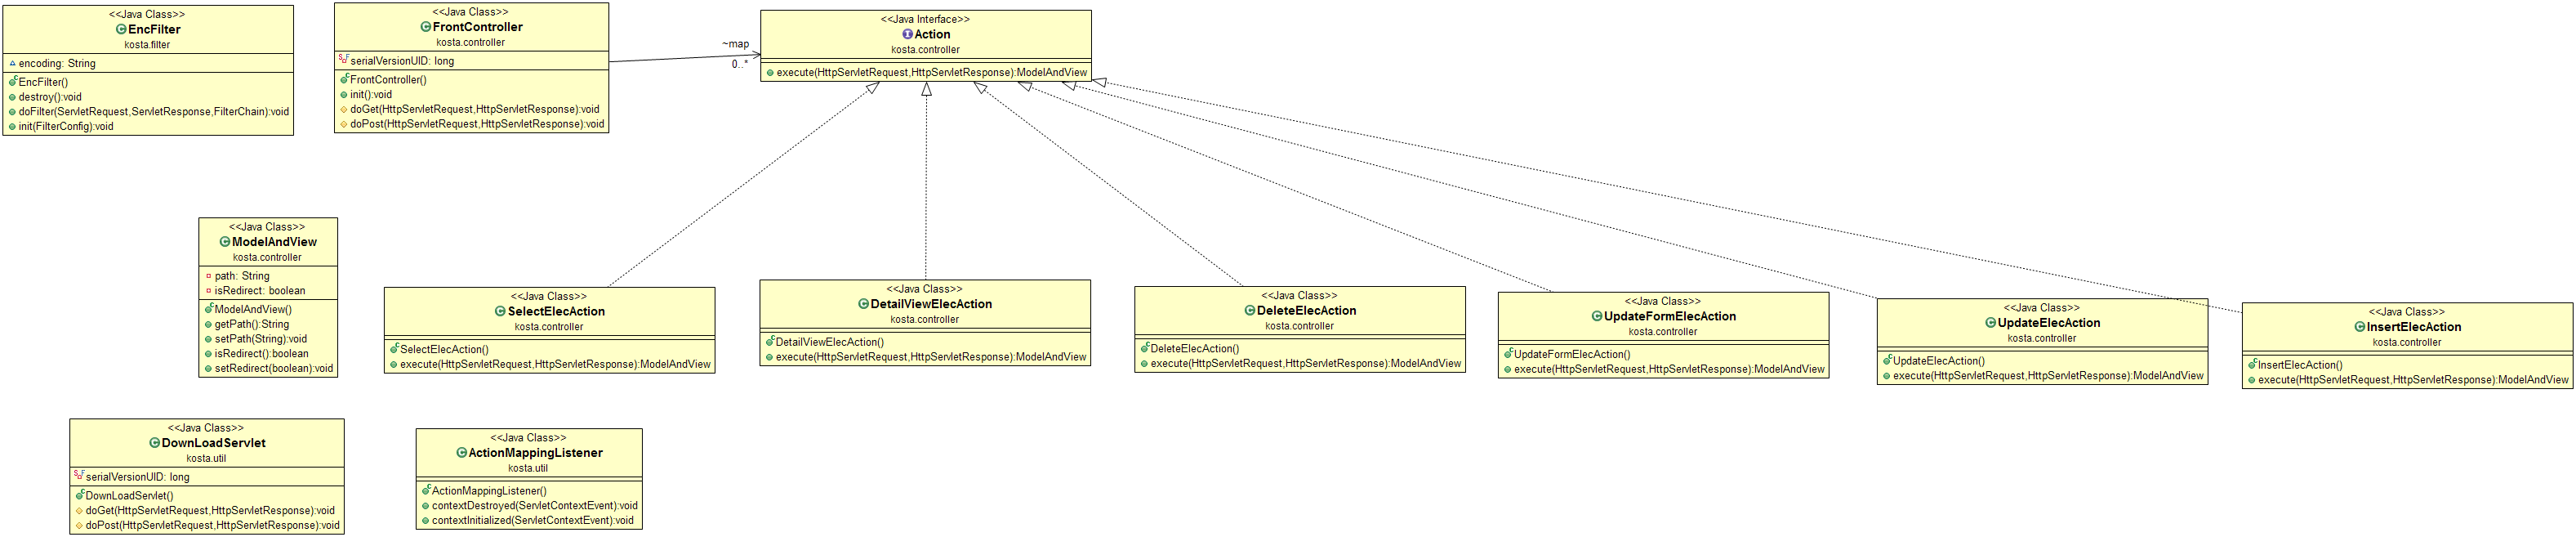 <<Java Class>>
EncFilter
kosta.filter
encoding: String
EncFilter()
destroy():void
doFilter(ServletRequest,ServletResponse,FilterChain):void
init(FilterConfig):void
<<Java Class>>
FrontController
kosta.controller
serialVersionUID: long
FrontController()
init():void
doGet(HttpServletRequest,HttpServletResponse):void
doPost(HttpServletRequest,HttpServletResponse):void
~map
0..*
<<Java Interface>>
Action
kosta.controller
execute(HttpServletRequest,HttpServletResponse):ModelAndView
<<Java Class>>
ModelAndView
kosta.controller
path: String
isRedirect: boolean
ModelAndView()
getPath():String
setPath(String):void
isRedirect():boolean
setRedirect(boolean):void
<<Java Class>>
SelectElecAction
kosta.controller
SelectElecAction()
execute(HttpServletRequest,HttpServletResponse):ModelAndView
<<Java Class>>
DetailViewElecAction
kosta.controller
DetailViewElecAction()
execute(HttpServletRequest,HttpServletResponse):ModelAndView
<<Java Class>>
DeleteElecAction
kosta.controller
DeleteElecAction()
execute(HttpServletRequest,HttpServletResponse):ModelAndView
<<Java Class>>
UpdateFormElecAction
kosta.controller
UpdateFormElecAction()
execute(HttpServletRequest,HttpServletResponse):ModelAndView
<<Java Class>>
UpdateElecAction
kosta.controller
UpdateElecAction()
execute(HttpServletRequest,HttpServletResponse):ModelAndView
<<Java Class>>
InsertElecAction
kosta.controller
InsertElecAction()
execute(HttpServletRequest,HttpServletResponse):ModelAndView
<<Java Class>>
DownLoadServlet
kosta.util
serialVersionUID: long
DownLoadServlet()
doGet(HttpServletRequest,HttpServletResponse):void
doPost(HttpServletRequest,HttpServletResponse):void
<<Java Class>>
ActionMappingListener
kosta.util
ActionMappingListener()
contextDestroyed(ServletContextEvent):void
contextInitialized(ServletContextEvent):void